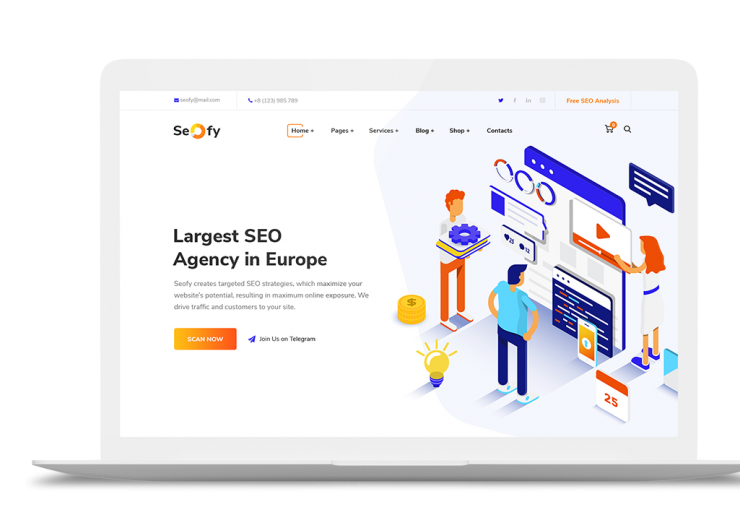 seofy@mail.com +8 (123) 985 789 Free SEO Analysis
Seofy Home + Pages + Services + Blog + Shop + Contacts
Largest SEO
Agency in Europe
Seofy creates targeted SEO strategies, which maximize your
website's potential, resulting in maximum online exposure. We
drive traffic and customers to your site.
SCAN NOW Join Us on Telegram
25